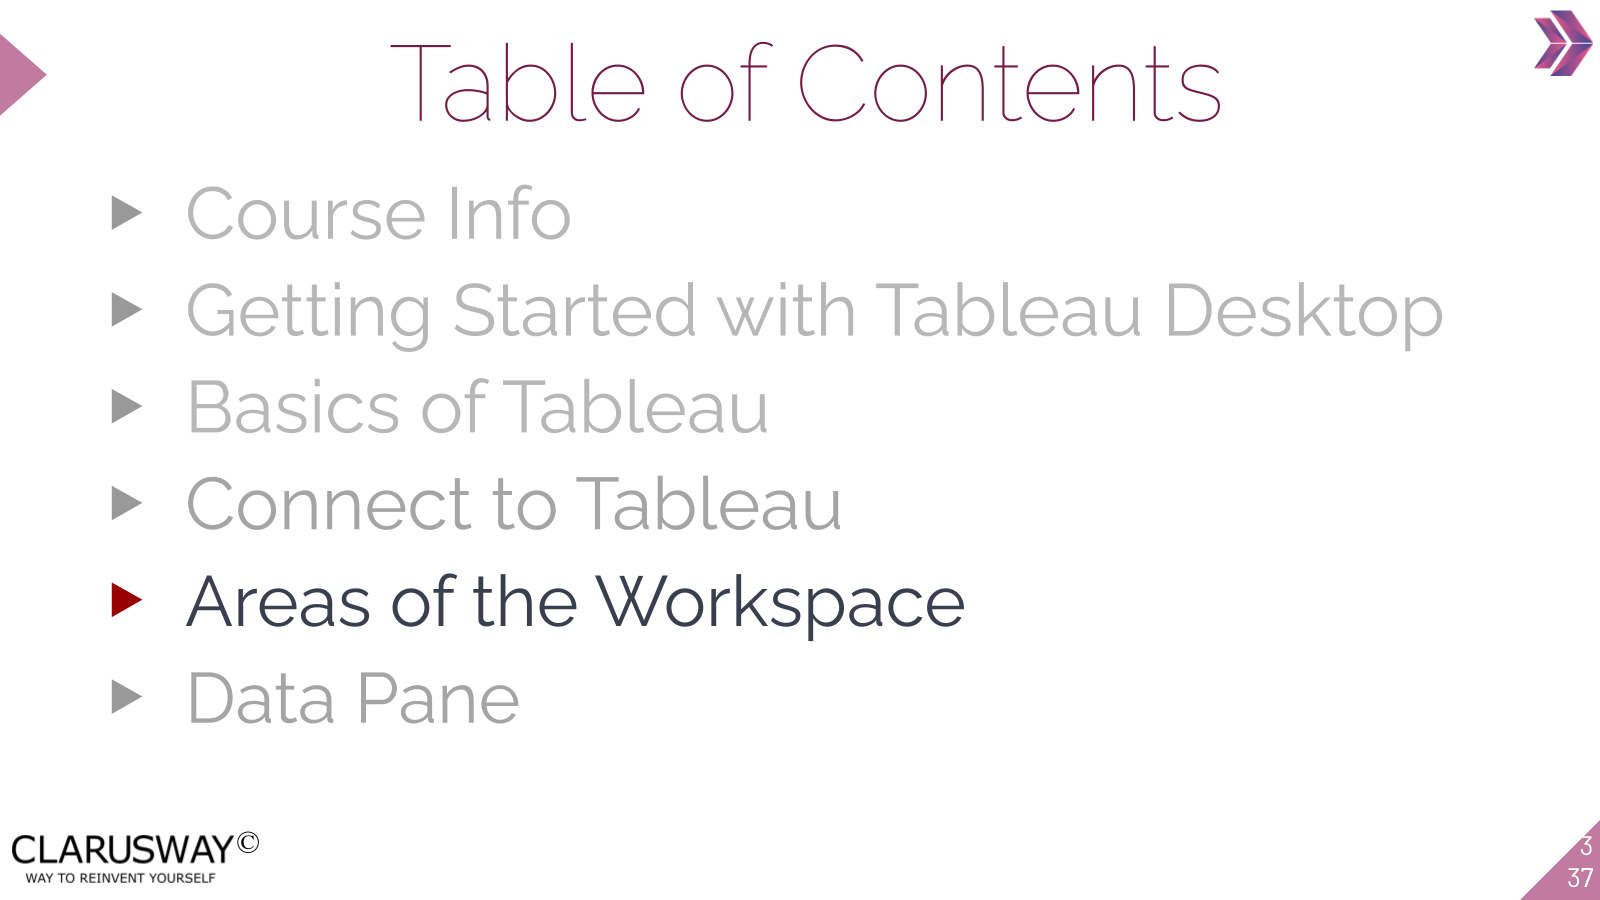 Table of Contents
Course Info
Getting Started with Tableau Desktop
Basics of Tableau
Connect to Tableau
Areas of the Workspace
Data Pane
CLARUSWAY©
WAY TO REINVENT YOURSELF
3
37